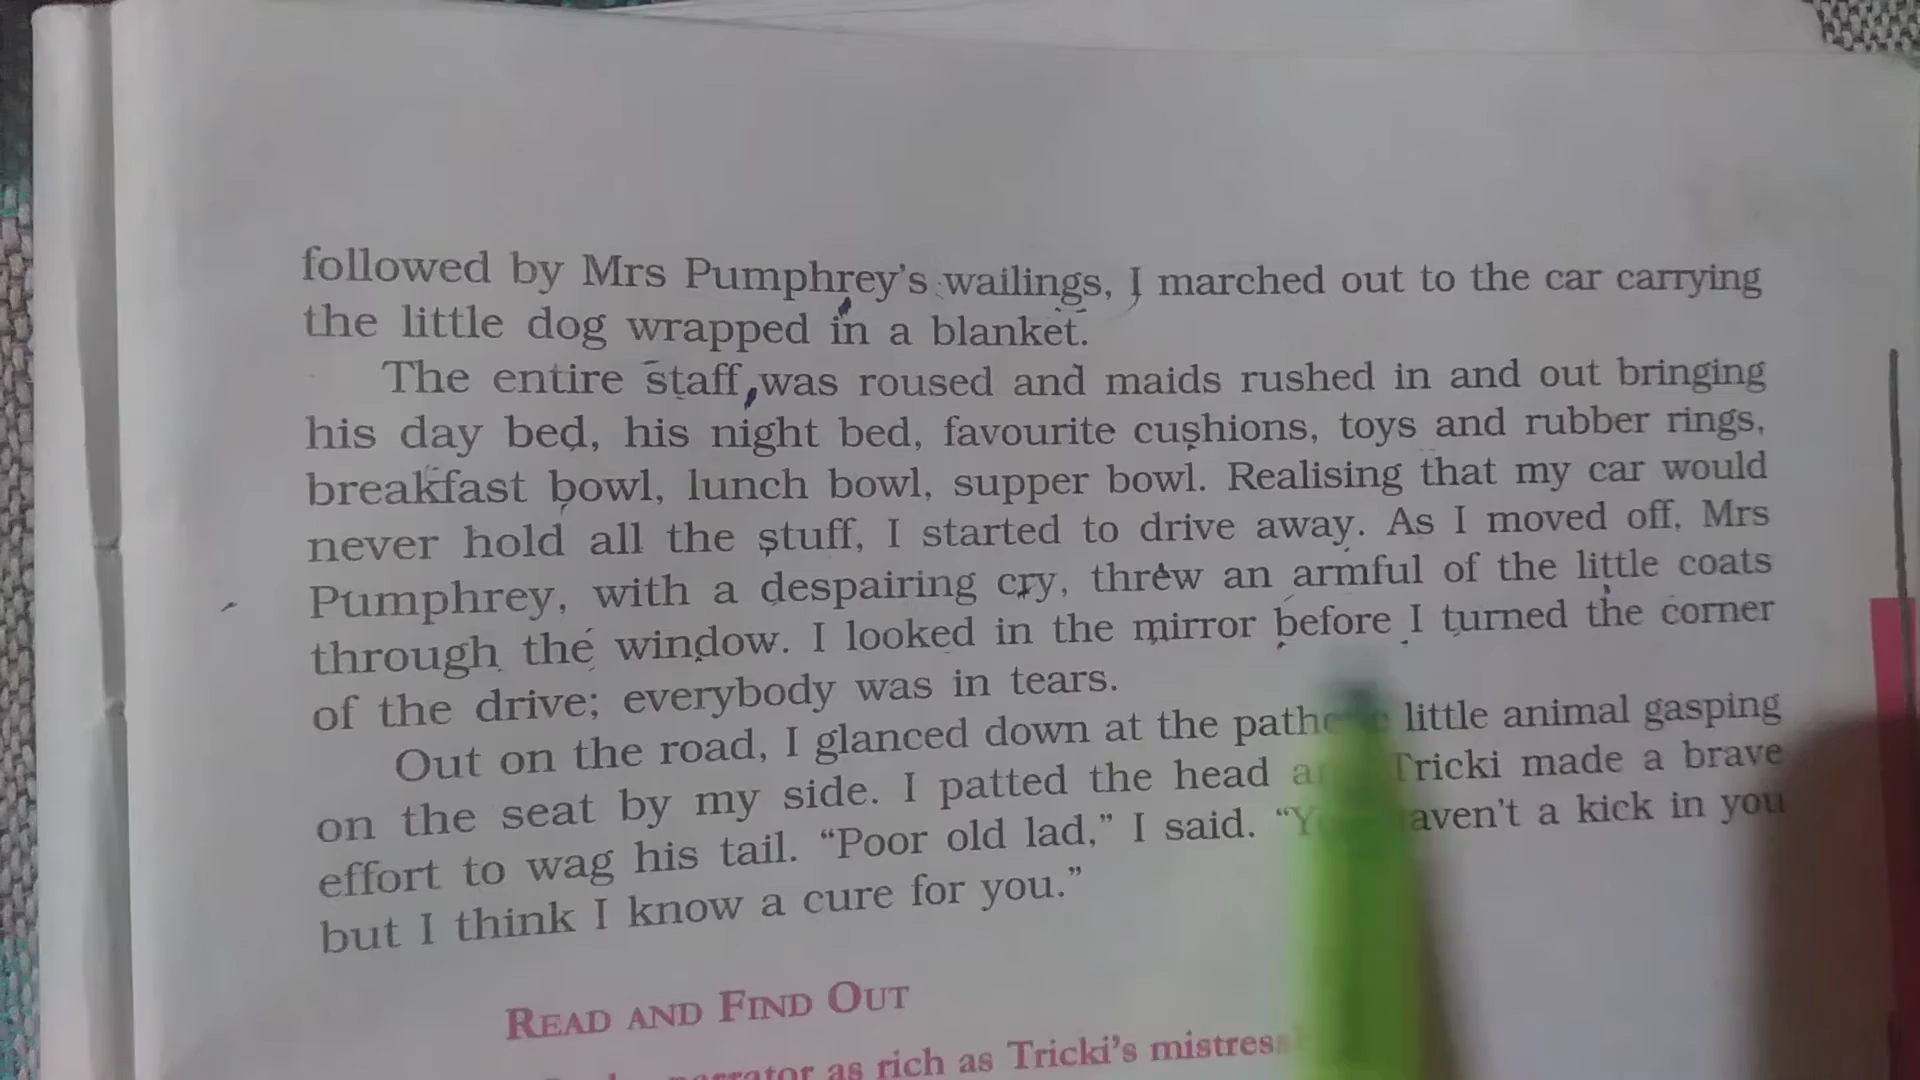 followed by Mrs Pumphrey's wailings, I marched out to the car carrying
the little dog wrapped in a blanket.
The entire staff was roused and maids rushed in and out bringing
his day bed, his night bed, favourite cushions, toys and rubber rings,
breakfast bowl, lunch bowl, supper bowl. Realising that my car would
never hold all the stuff, I started to drive away. As I moved off, Mrs
Pumphrey, with a despairing cry, threw an armful of the little coats
through the window. I looked in the mirror before I turned the corner
of the drive; everybody was in tears.
Out on the road, I glanced down at the little animal gasping
on the seat by my side. I patted the head Tricki made a brave
effort to wag his tail. “Poor old lad,” I said. a kick in you
but I think I know a cure for you.”
READ AND FIND OUT
as rich as Tricki's